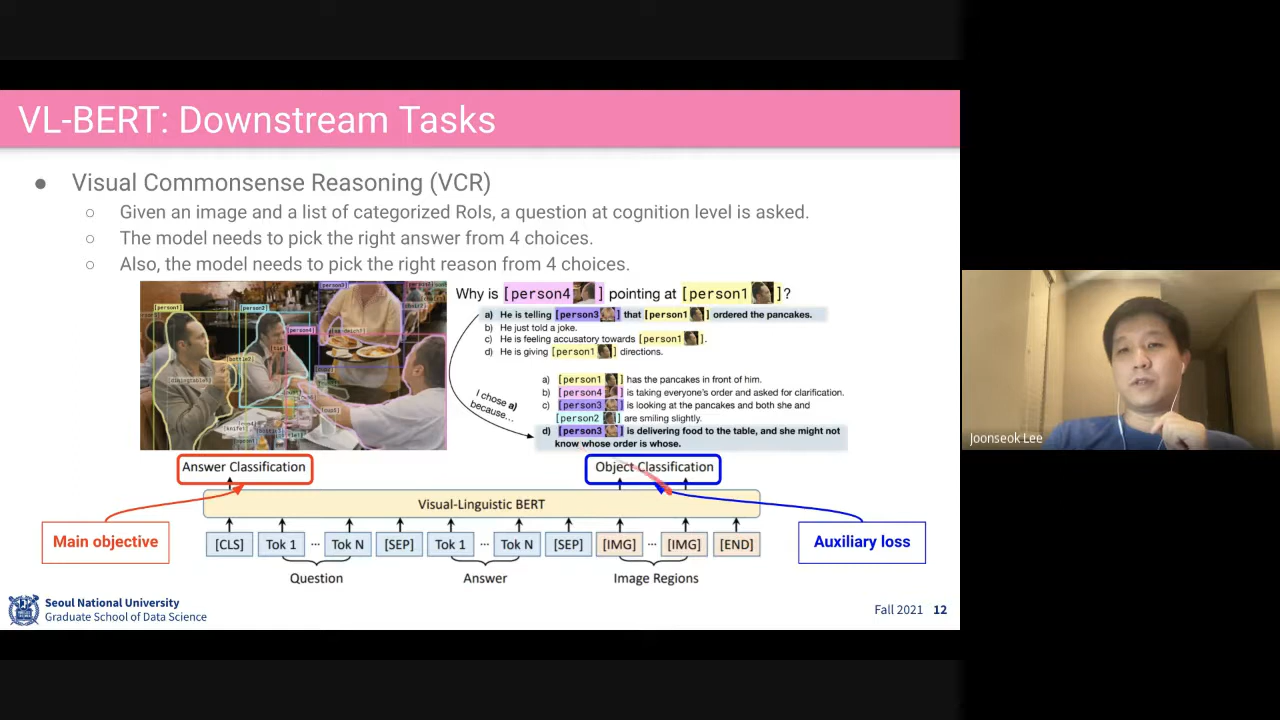 VL-BERT: Downstream Tasks
● Visual Commonsense Reasoning (VCR)
○ Given an image and a list of categorized RoIs, a question at cognition level is asked.
○ The model needs to pick the right answer from 4 choices.
○ Also, the model needs to pick the right reason from 4 choices.
[person1]
[person2]
[person3]
[person4]
[bottle2]
[tie1]
[diningtable1]
[knife1]
Why is [person4] pointing at [person1]?
a) He is telling [person3] that [person1] ordered the pancakes.
b) He just told a joke.
c) He is feeling accusatory towards [person1].
d) He is giving [person1] directions.
I chose a)
because...
a) [person1] has the pancakes in front of him.
b) [person4] is taking everyone's order and asked for clarification.
c) [person3] is looking at the pancakes and both she and
[person2] are smiling slightly.
d) [person3] is delivering food to the table, and she might not
know whose order is whose.
Answer Classification
Object Classification
Visual-Linguistic BERT
Main objective
Auxiliary loss
[CLS] Tok 1 ... Tok N [SEP] Tok 1 ... Tok N [SEP] [IMG] ... [IMG] [END]
Question Answer Image Regions
Seoul National University
Graduate School of Data Science
Fall 2021 12
Joonseok Lee